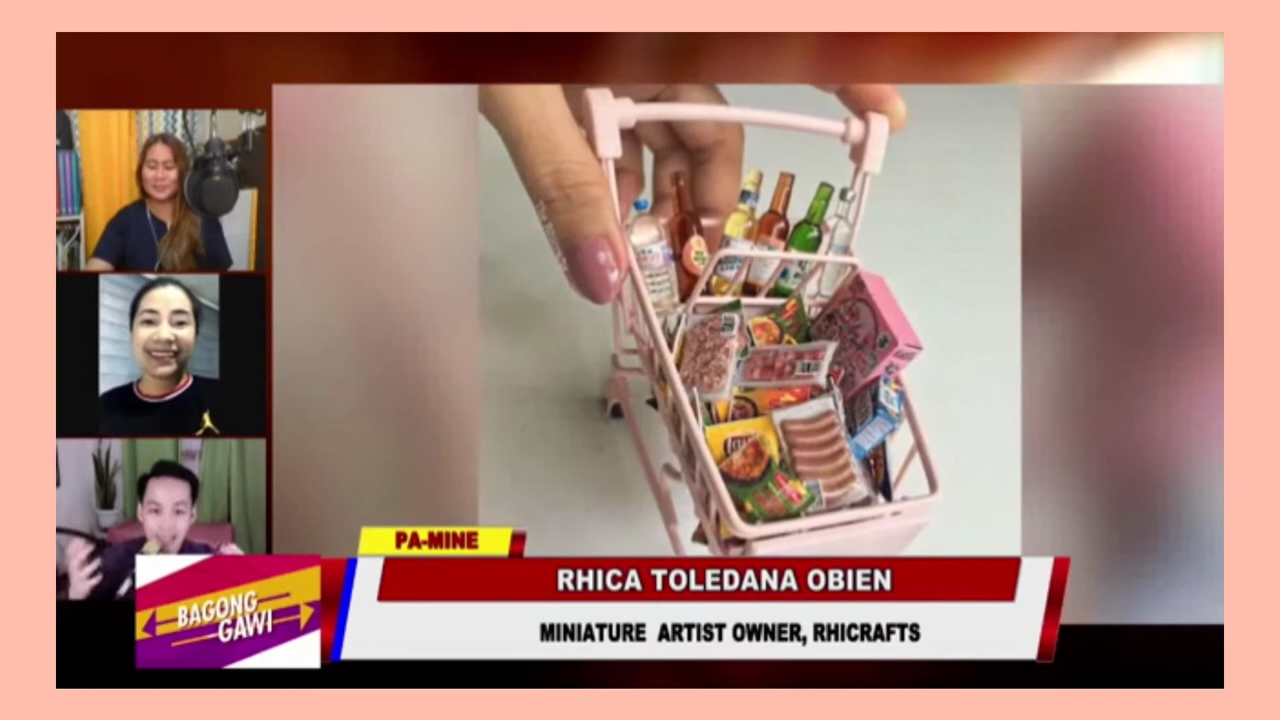 PA-MINE
RHICA TOLEDANA OBIEN
MINIATURE ARTIST OWNER, RHICRAFTS
BAGONG
GAWI